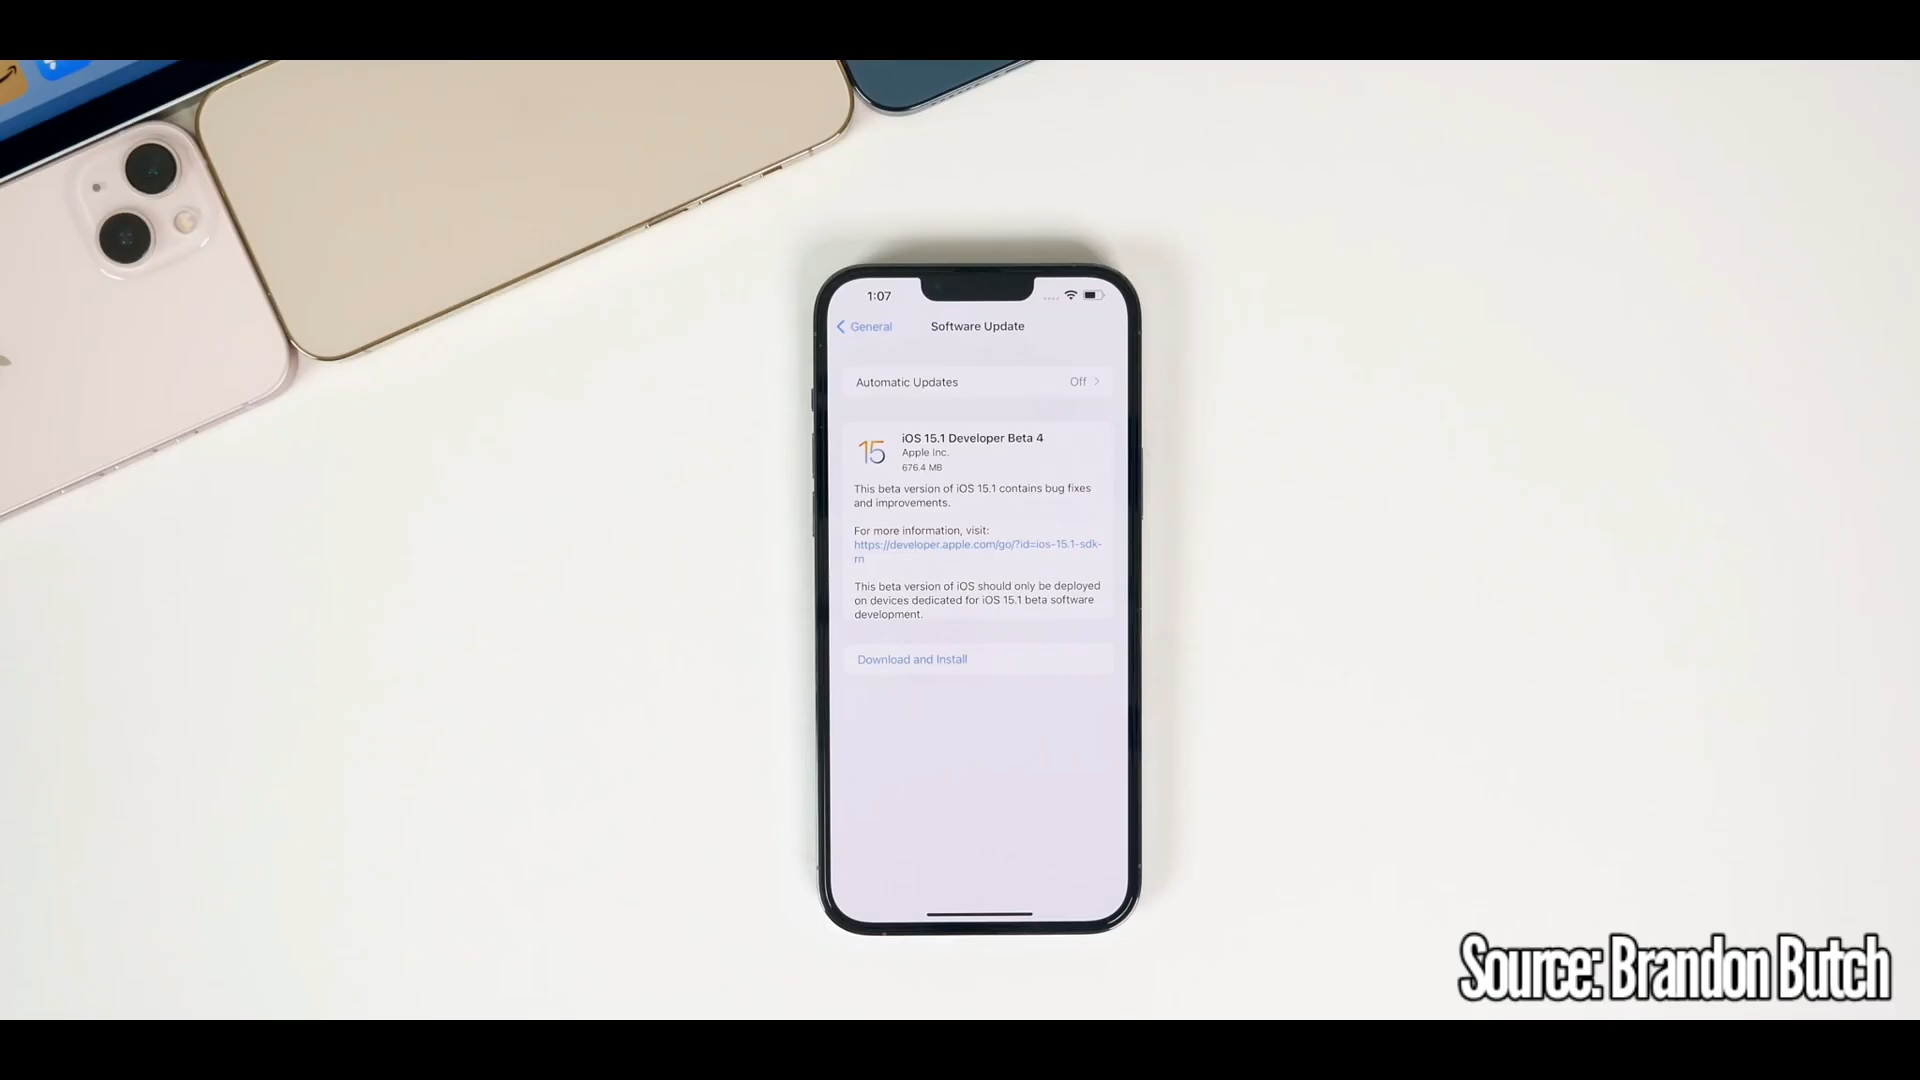 1:07
General
Software Update
Automatic Updates
Off
15
iOS 15.1 Developer Beta 4
Apple Inc.
676.4 MB
This beta version of iOS 15.1 contains bug fixes
and improvements.
For more information, visit:
https://developer.apple.com/go/?id=ios-15.1-sdk-
rn
This beta version of iOS should only be deployed
on devices dedicated for iOS 15.1 beta software
development.
Download and Install
Source: Brandon Butch